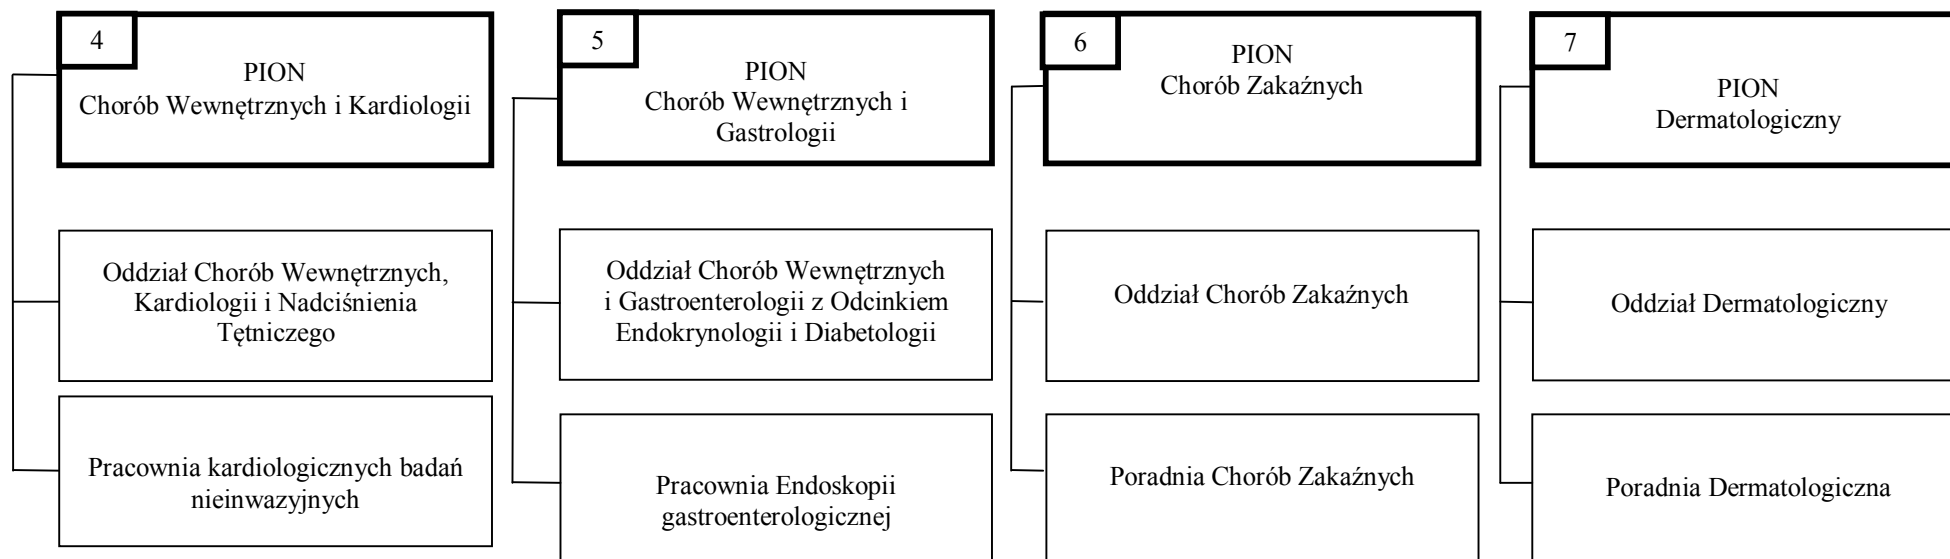 4
PION
Chorób Wewnętrznych i Kardiologii
Oddział Chorób Wewnętrznych,
Kardiologii i Nadciśnienia
Tętniczego
Pracownia kardiologicznych badań
nieinwazyjnych
5
PION
Chorób Wewnętrznych i
Gastrologii
Oddział Chorób Wewnętrznych
i Gastroenterologii z Odcinkiem
Endokrynologii i Diabetologii
Pracownia Endoskopii
gastroenterologicznej
6
PION
Chorób Zakaźnych
Oddział Chorób Zakaźnych
Poradnia Chorób Zakaźnych
7
PION
Dermatologiczny
Oddział Dermatologiczny
Poradnia Dermatologiczna